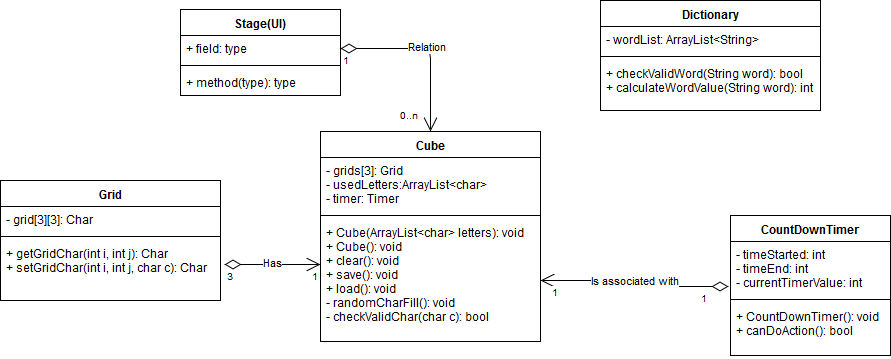 Stage(UI)
+ field: type
+ method(type): type
1
Relation
0..n
Dictionary
- wordList: ArrayList<String>
+ checkValidWord(String word): bool
+ calculateWordValue(String word): int
Cube
- grids[3]: Grid
- usedLetters:ArrayList<char>
- timer: Timer
+ Cube(ArrayList<char> letters): void
+ Cube(): void
+ clear(): void
+ save(): void
+ load(): void
- randomCharFill(): void
- checkValidChar(char c): bool
Grid
- grid[3][3]: Char
+ getGridChar(int i, int j): Char
+ setGridChar(int i, int j, char c): Char
3
Has
1
1
Is associated with
1
CountDownTimer
- timeStarted: int
- timeEnd: int
- currentTimerValue: int
+ CountDownTimer(): void
+ canDoAction(): bool